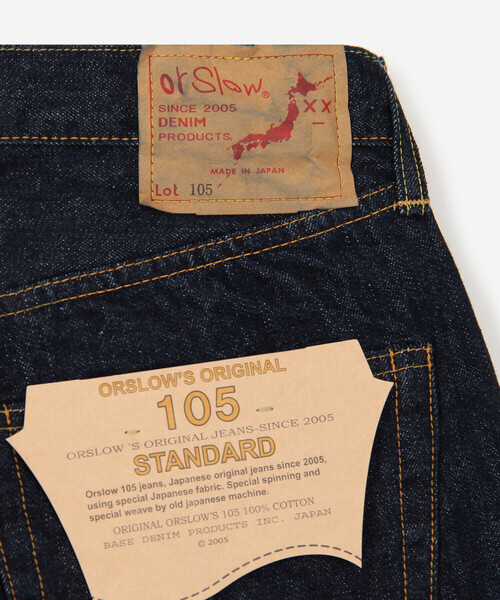 orSlow®
SINCE 2005
DENIM
PRODUCTS.
XX
MADE IN JAPAN
Lot 105
ORSLOW'S ORIGINAL
105
ORSLOW'S ORIGINAL JEANS-SINCE 2005
STANDARD
Orslow 105 jeans, Japanese original jeans since 2005,
using special Japanese fabric. Special spinning and
special weave by old japanese machine.
ORIGINAL ORSLOW'S 105 100% COTTON
BASE DENIM PRODUCTS INC. JAPAN
©2005